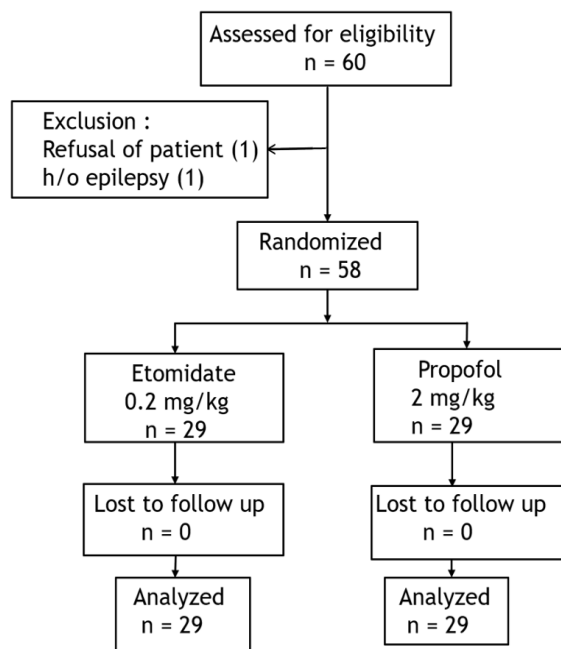 Assessed for eligibility
n = 60
Exclusion :
Refusal of patient (1)
h/o epilepsy (1)
Randomized
n = 58
Etomidate
0.2 mg/kg
n = 29
Propofol
2 mg/kg
n = 29
Lost to follow up
n = 0
Lost to follow up
n = 0
Analyzed
n = 29
Analyzed
n = 29